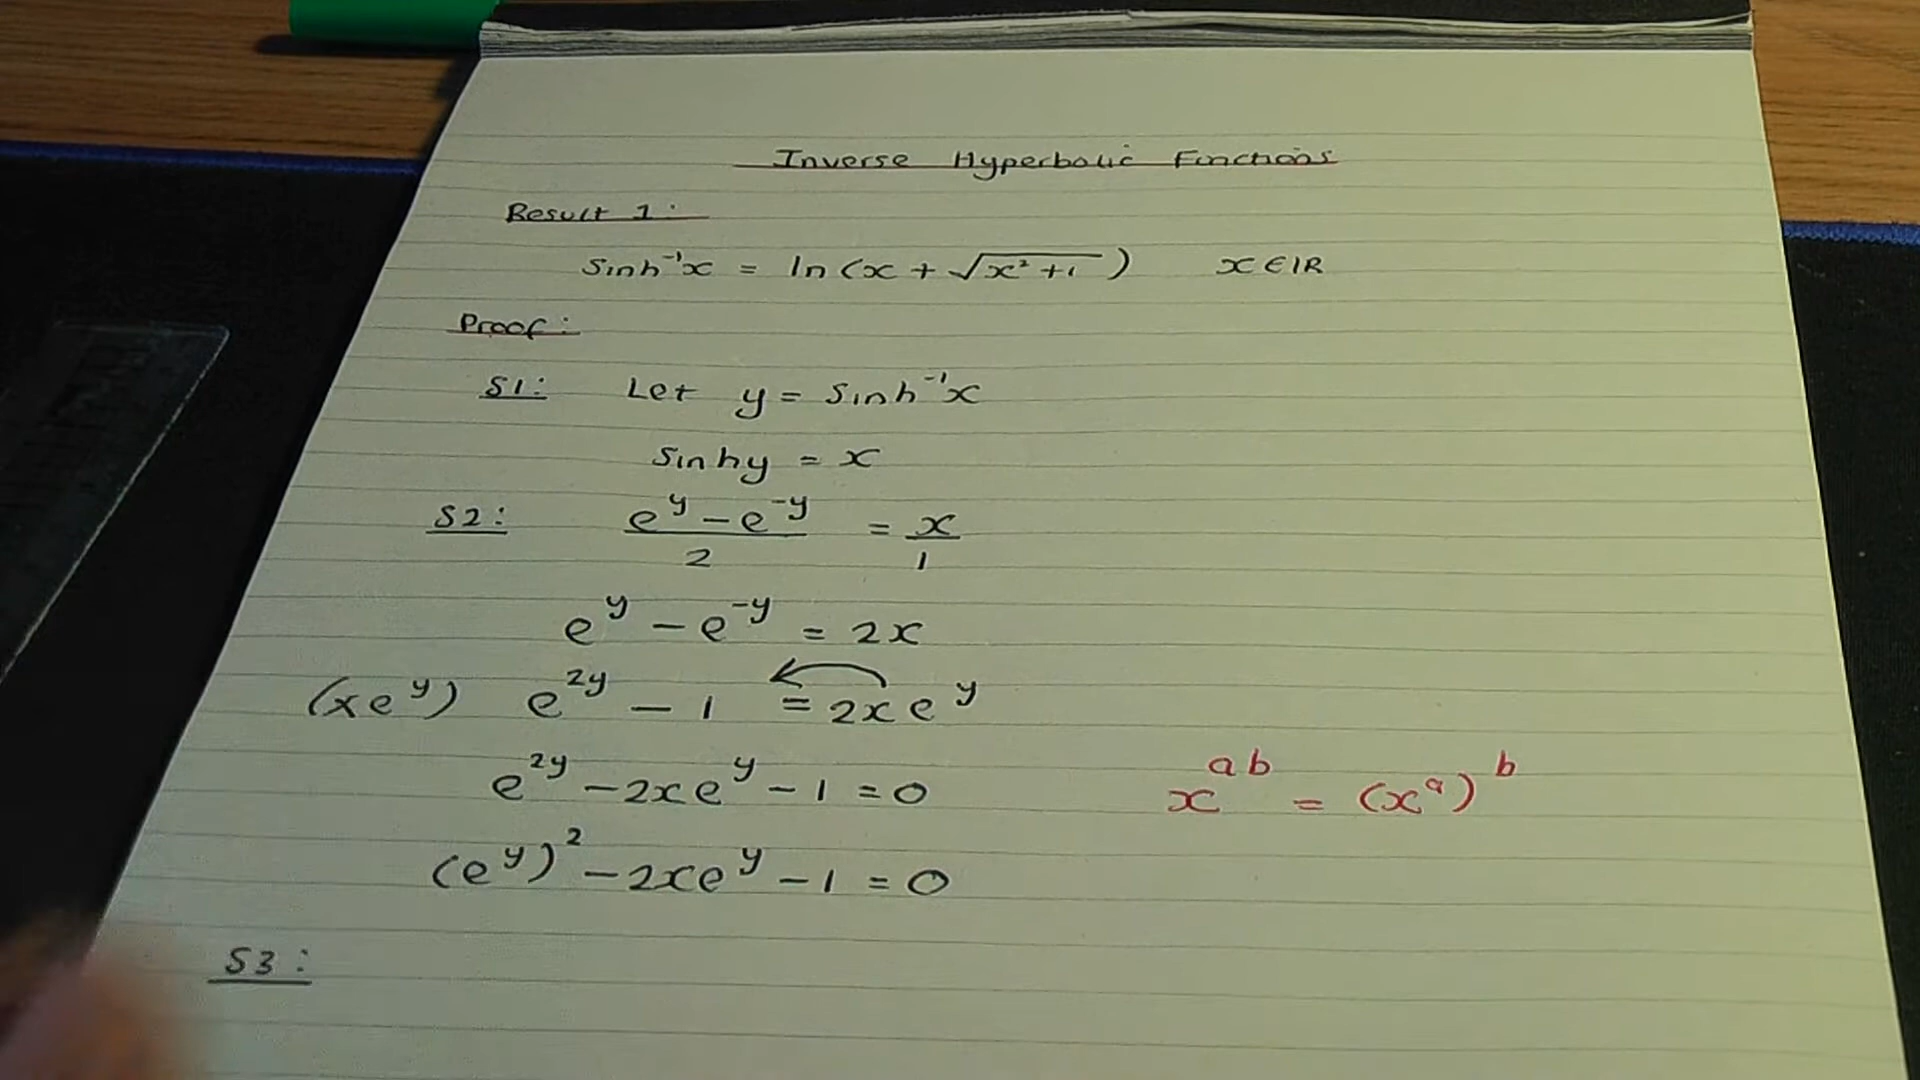 Inverse Hyperbolic Functions
Result 1:
sinh⁻¹x = ln(x + √(x²+1)) x∈ℝ
Proof:
S1: Let y = sinh⁻¹x
sinhy = x
S2: (e^y − e^−y)/2 = x/1
e^y − e^−y = 2x
(xe^y) e^2y − 1 = 2xe^y
e^2y − 2xe^y − 1 = 0 x^ab = (x^a)^b
(e^y)² − 2xe^y − 1 = 0
S3: